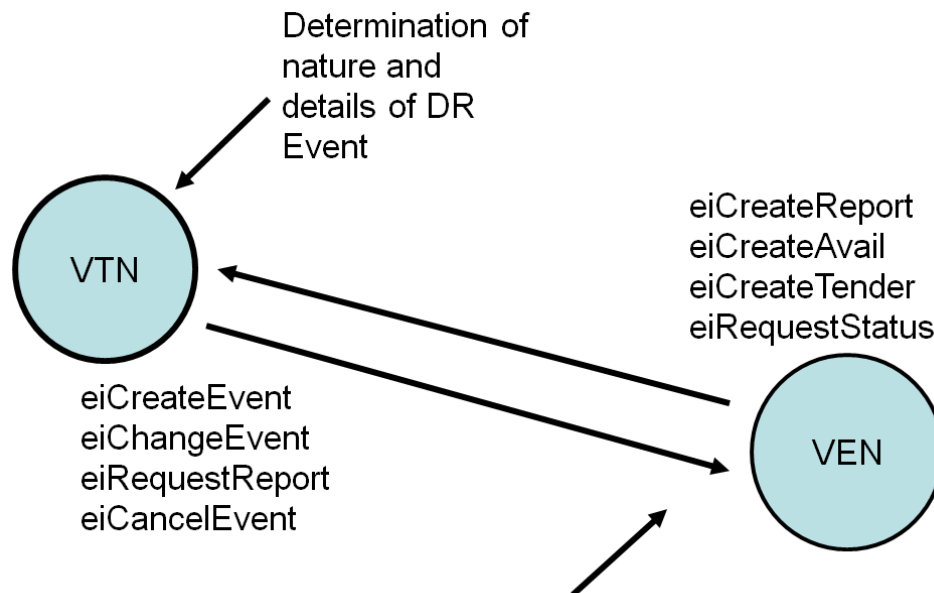 Determination of
nature and
details of DR
Event
VTN
eiCreateReport
eiCreateAvail
eiCreateTender
eiRequestStatus
eiCreateEvent
eiChangeEvent
eiRequestReport
eiCancelEvent
VEN